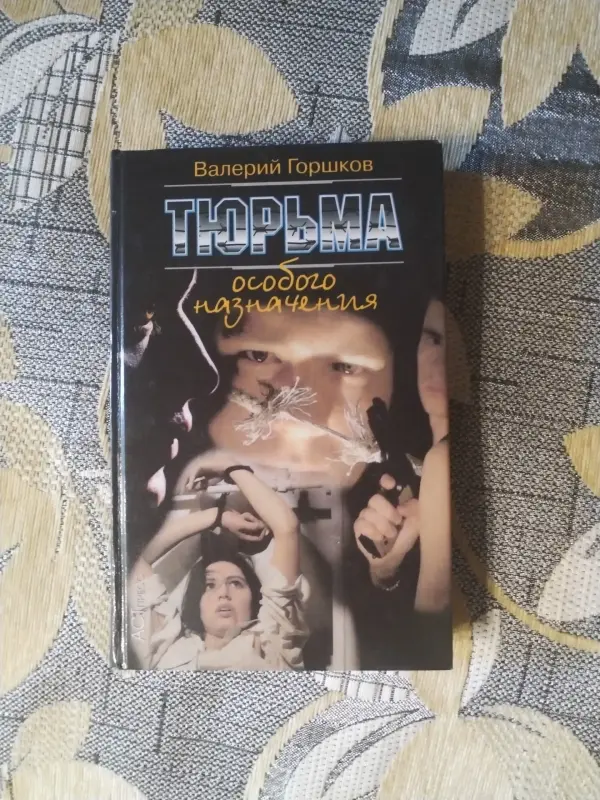 Валерий Горшков
ТЮРЬМА
особого
назначения